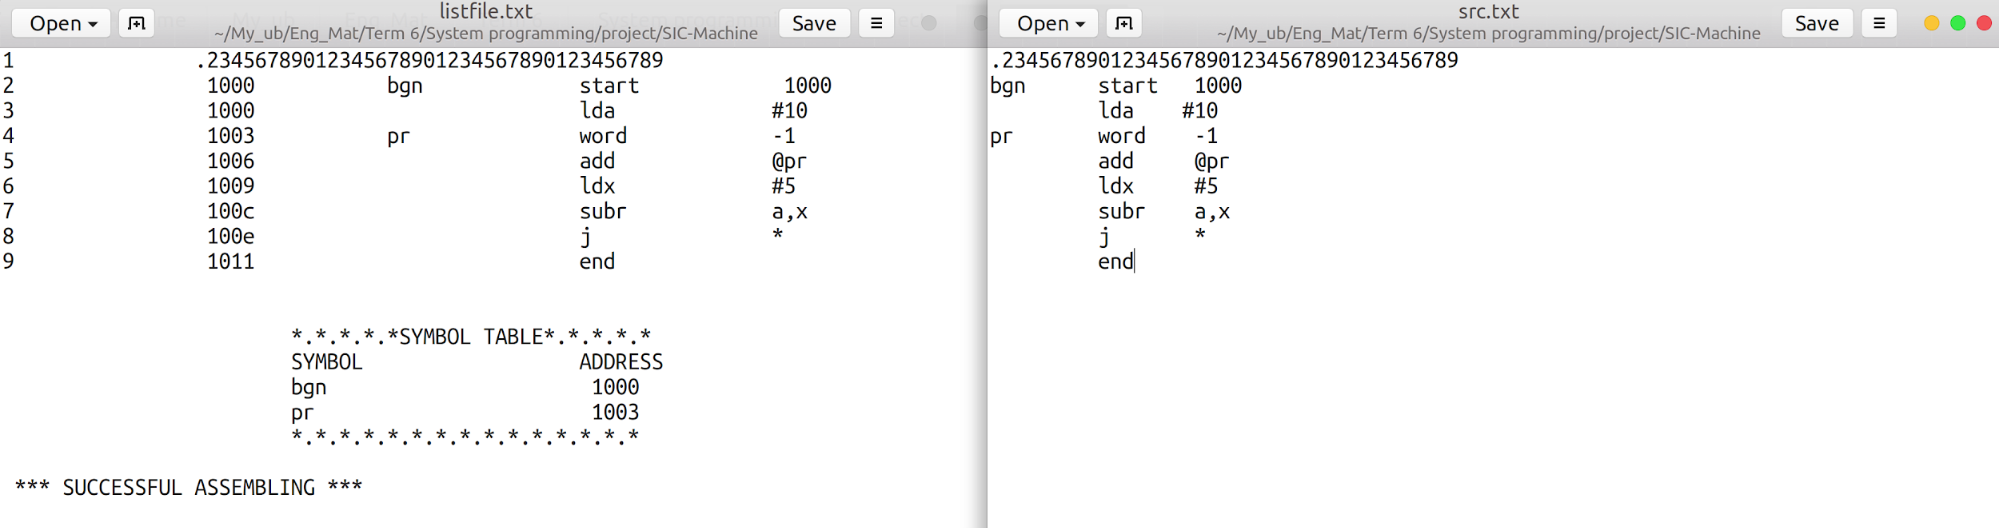 Open listfile.txt Save
~/My_ub/Eng_Mat/Term 6/System programming/project/SIC-Machine
1 .23456789012345678901234567890123456789
2 1000 bgn start 1000
3 1000 lda #10
4 1003 pr word -1
5 1006 add @pr
6 1009 ldx #5
7 100c subr a,x
8 100e j *
9 1011 end
*.*.*.*.*SYMBOL TABLE*.*.*.*.*
SYMBOL ADDRESS
bgn 1000
pr 1003
*.*.*.*.*.*.*.*.*.*.*.*.*.*.*
*** SUCCESSFUL ASSEMBLING ***
Open src.txt Save
~/My_ub/Eng_Mat/Term 6/System programming/project/SIC-Machine
.23456789012345678901234567890123456789
bgn start 1000
lda #10
pr word -1
add @pr
ldx #5
subr a,x
j *
end